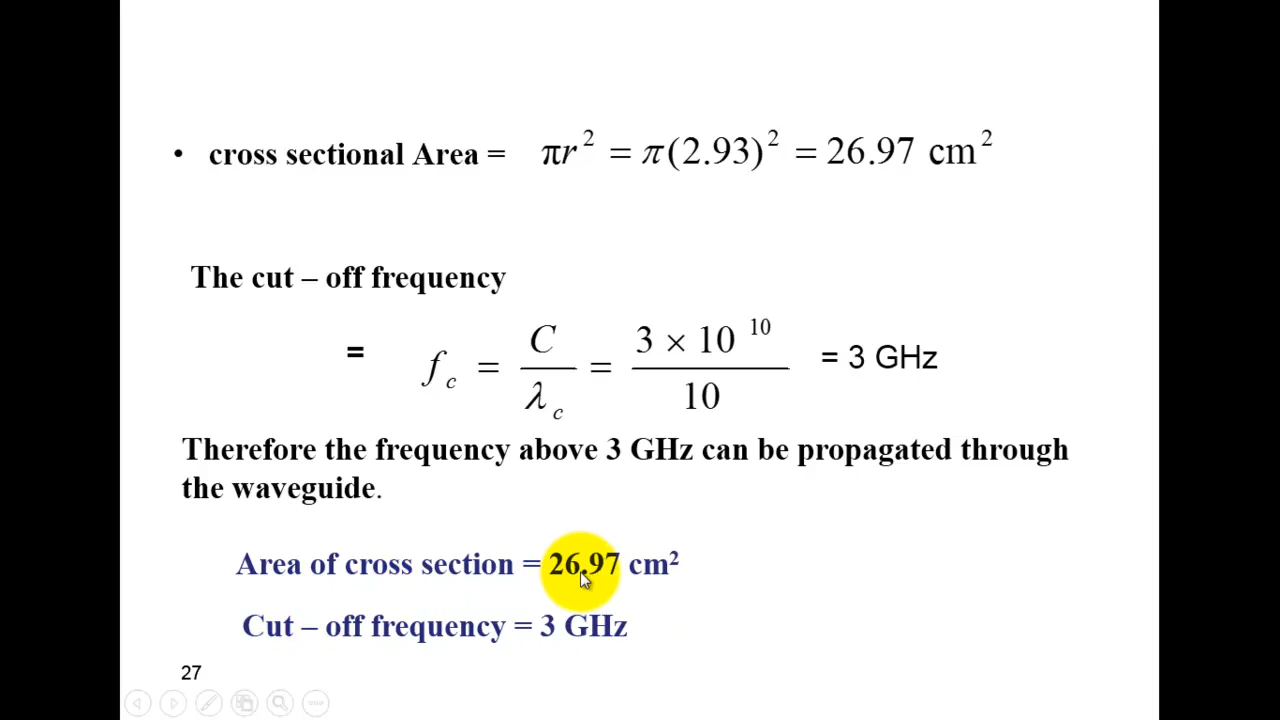 • cross sectional Area = πr² = π(2.93)² = 26.97 cm²
The cut – off frequency
= f_c = C / λ_c = 3 × 10¹⁰ / 10 = 3 GHz
Therefore the frequency above 3 GHz can be propagated through
the waveguide.
Area of cross section = 26.97 cm²
Cut – off frequency = 3 GHz
27